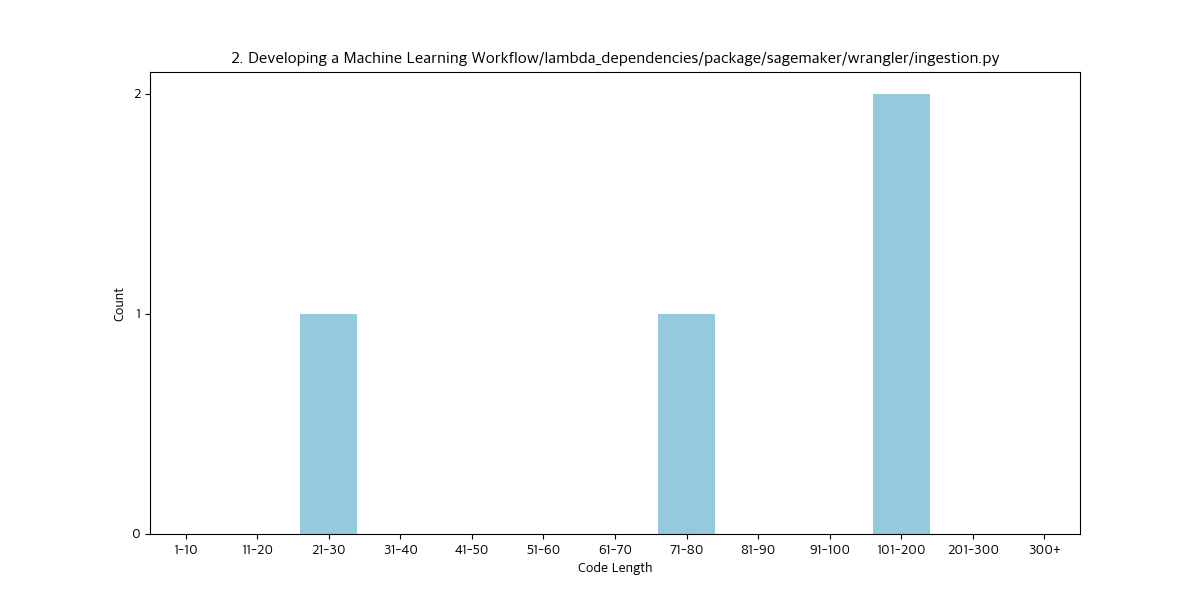 2. Developing a Machine Learning Workflow/lambda_dependencies/package/sagemaker/wrangler/ingestion.py
2
1
0
Count
1-10 11-20 21-30 31-40 41-50 51-60 61-70 71-80 81-90 91-100 101-200 201-300 300+
Code Length